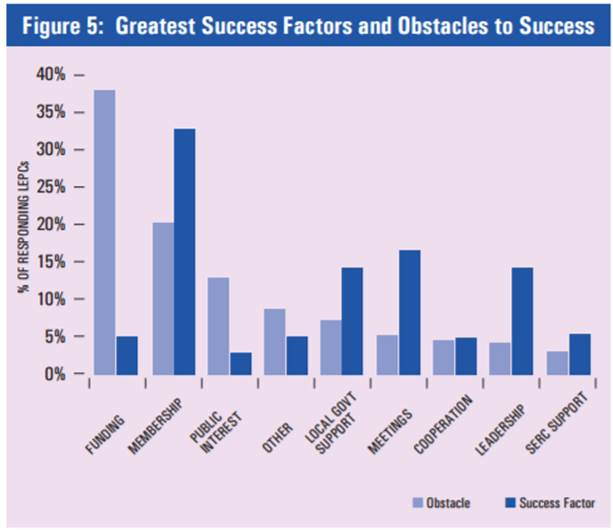 Figure 5: Greatest Success Factors and Obstacles to Success
40%
35%
30%
25%
20%
15%
10%
5%
0%
% OF RESPONDING LEPCs
FUNDING
MEMBERSHIP
PUBLIC
INTEREST
OTHER
LOCAL GOVT
SUPPORT
MEETINGS
COOPERATION
LEADERSHIP
SERC SUPPORT
Obstacle
Success Factor